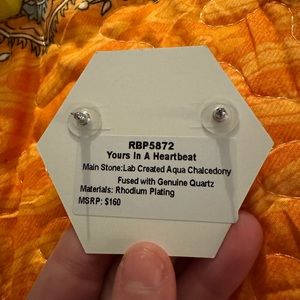 RBP5872
Yours In A Heartbeat
Main Stone:Lab Created Aqua Chalcedony
Fused with Genuine Quartz
Materials: Rhodium Plating
MSRP: $160